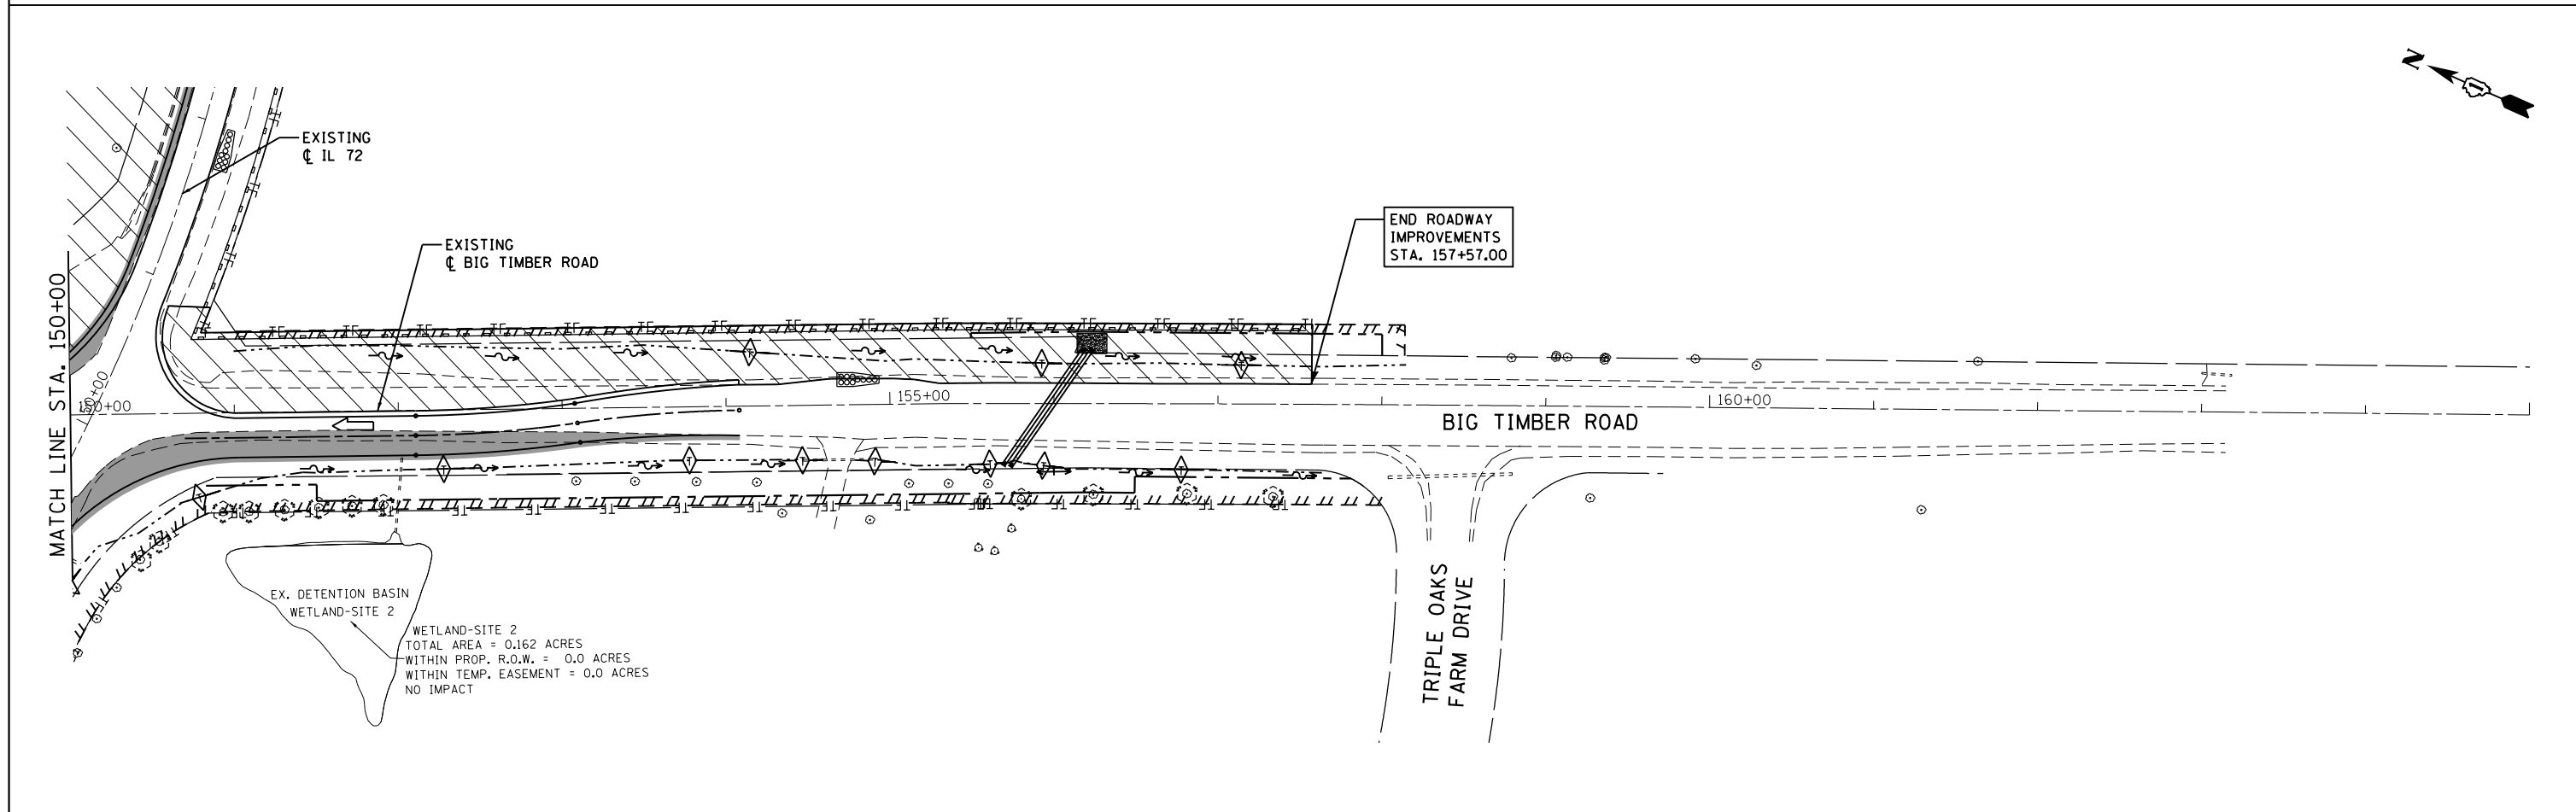 N
EXISTING
℄ IL 72
EXISTING
℄ BIG TIMBER ROAD
END ROADWAY
IMPROVEMENTS
STA. 157+57.00
MATCH LINE STA. 150+00
150+00
155+00
160+00
BIG TIMBER ROAD
TRIPLE OAKS
FARM DRIVE
EX. DETENTION BASIN
WETLAND-SITE 2
WETLAND-SITE 2
TOTAL AREA = 0.162 ACRES
WITHIN PROP. R.O.W. = 0.0 ACRES
WITHIN TEMP. EASEMENT = 0.0 ACRES
NO IMPACT